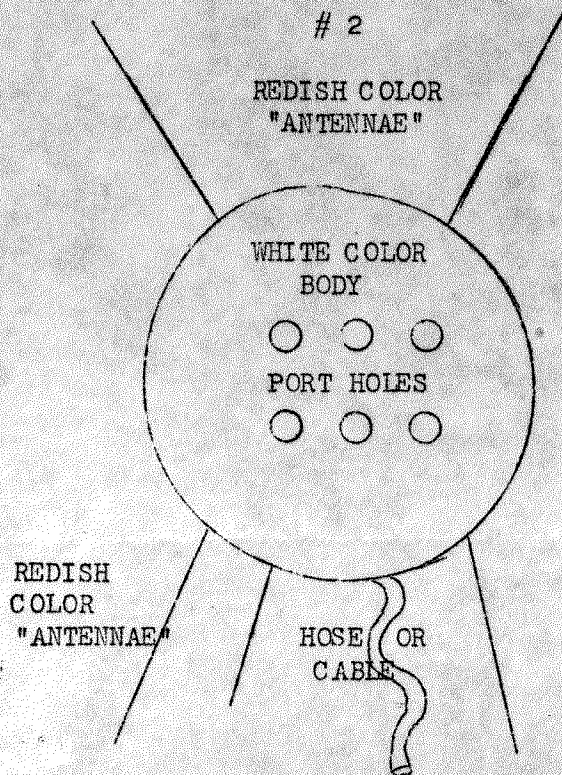 # 2
REDISH COLOR
"ANTENNAE"
WHITE COLOR
BODY
PORT HOLES
REDISH
COLOR
"ANTENNAE"
HOSE OR
CABLE